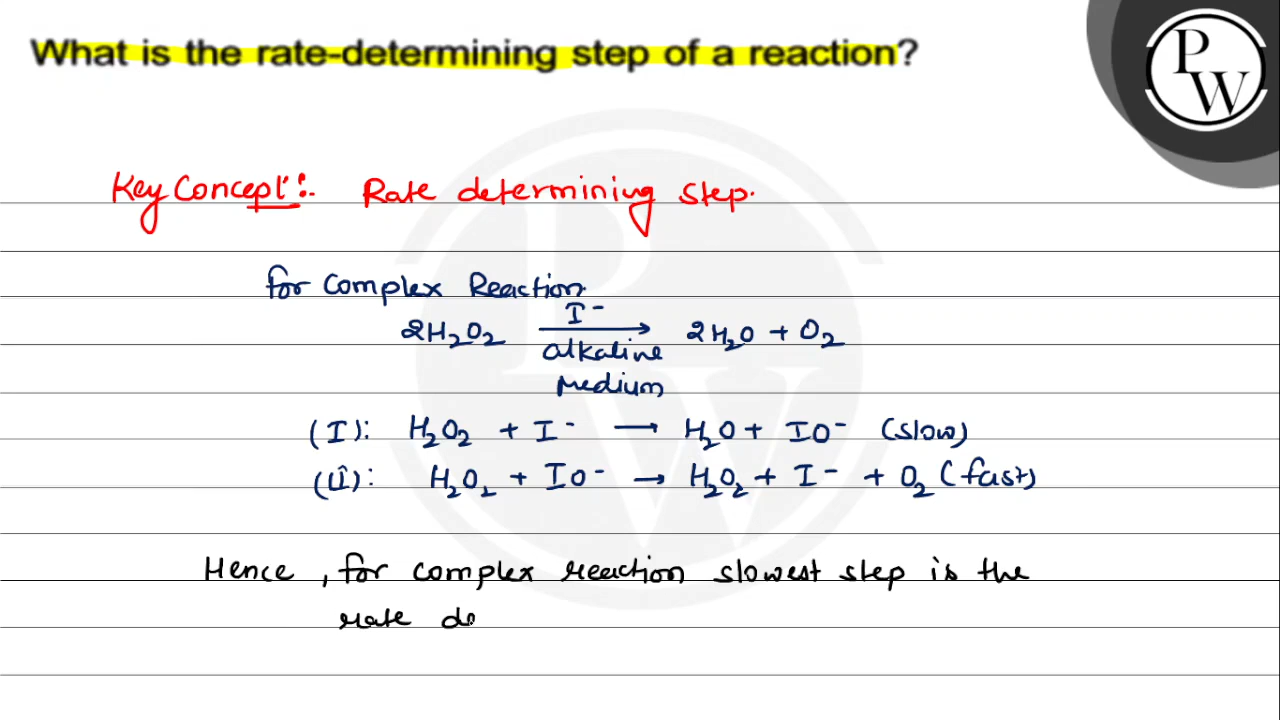 What is the rate-determining step of a reaction?
PW
Key Concept :. Rate determining step.
for Complex Reaction.
2H₂O₂ I⁻ → alkaline medium 2H₂O + O₂
(I): H₂O₂ + I⁻ → H₂O + IO⁻ (slow)
(II): H₂O₂ + IO⁻ → H₂O₂ + I⁻ + O₂ (fast)
Hence, for complex reaction slowest step is the
rate de